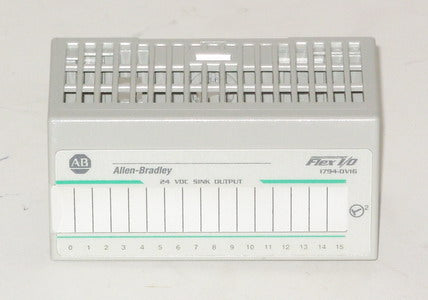 AB
Allen-Bradley
Flex I/O
1794-OV16
24 VDC SINK OUTPUT
2
0 1 2 3 4 5 6 7 8 9 10 11 12 13 14 15